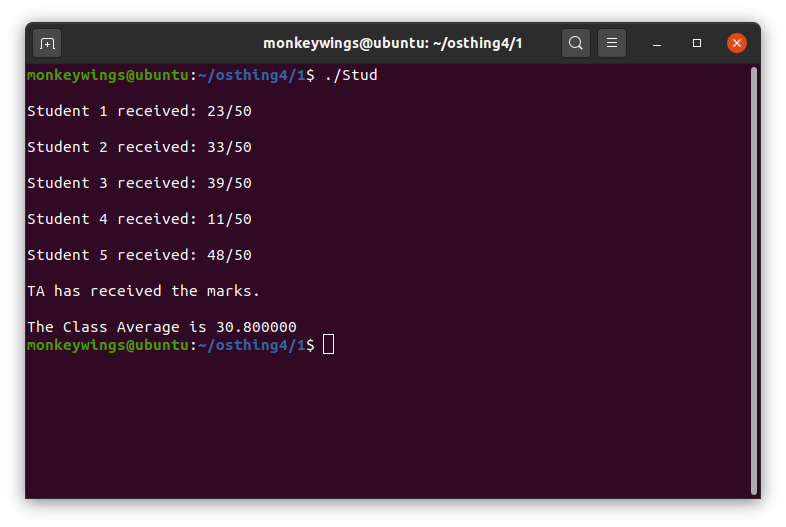 monkeywings@ubuntu: ~/osthing4/1
monkeywings@ubuntu:~/osthing4/1$ ./Stud
Student 1 received: 23/50
Student 2 received: 33/50
Student 3 received: 39/50
Student 4 received: 11/50
Student 5 received: 48/50
TA has received the marks.
The Class Average is 30.800000
monkeywings@ubuntu:~/osthing4/1$